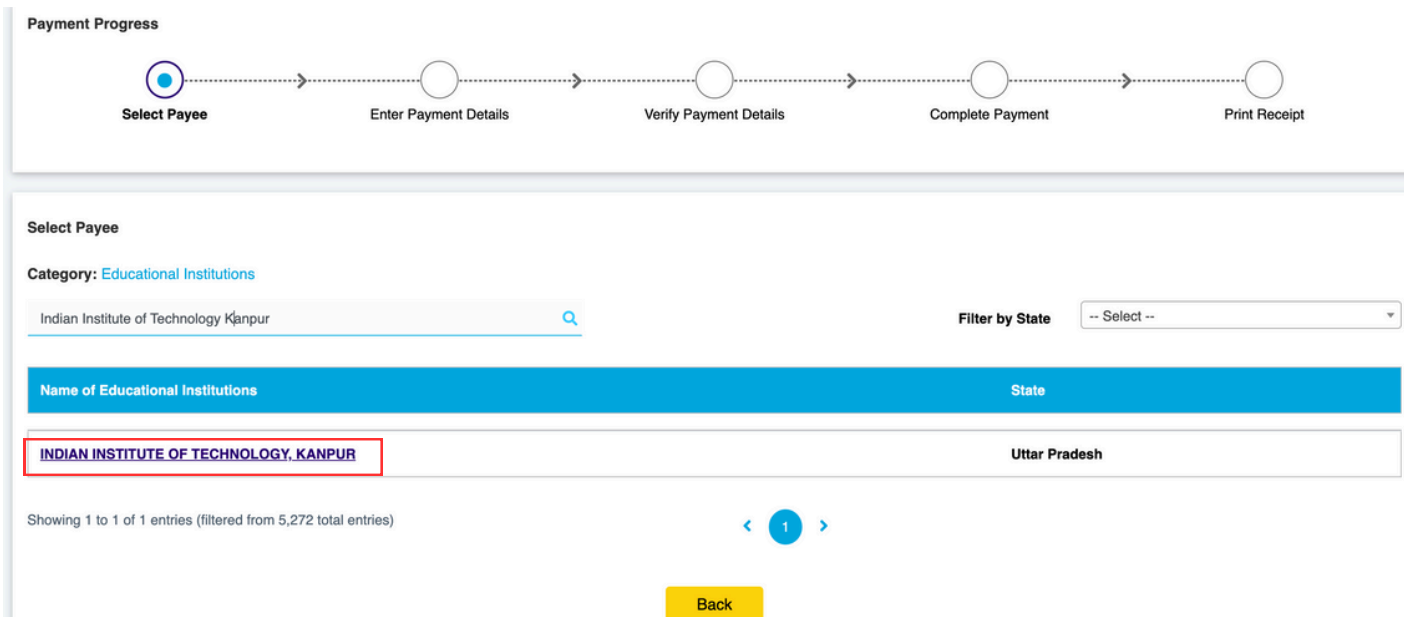 Payment Progress
Select Payee
Enter Payment Details
Verify Payment Details
Complete Payment
Print Receipt
Select Payee
Category: Educational Institutions
Indian Institute of Technology Kanpur
Filter by State
-- Select --
Name of Educational Institutions
State
INDIAN INSTITUTE OF TECHNOLOGY, KANPUR
Uttar Pradesh
Showing 1 to 1 of 1 entries (filtered from 5,272 total entries)
1
Back